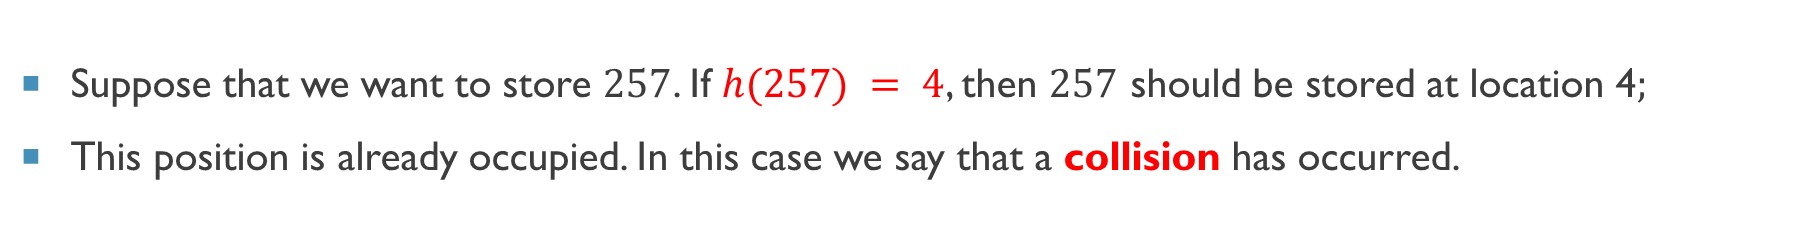 ▪ Suppose that we want to store 257. If h(257) = 4, then 257 should be stored at location 4;
▪ This position is already occupied. In this case we say that a collision has occurred.